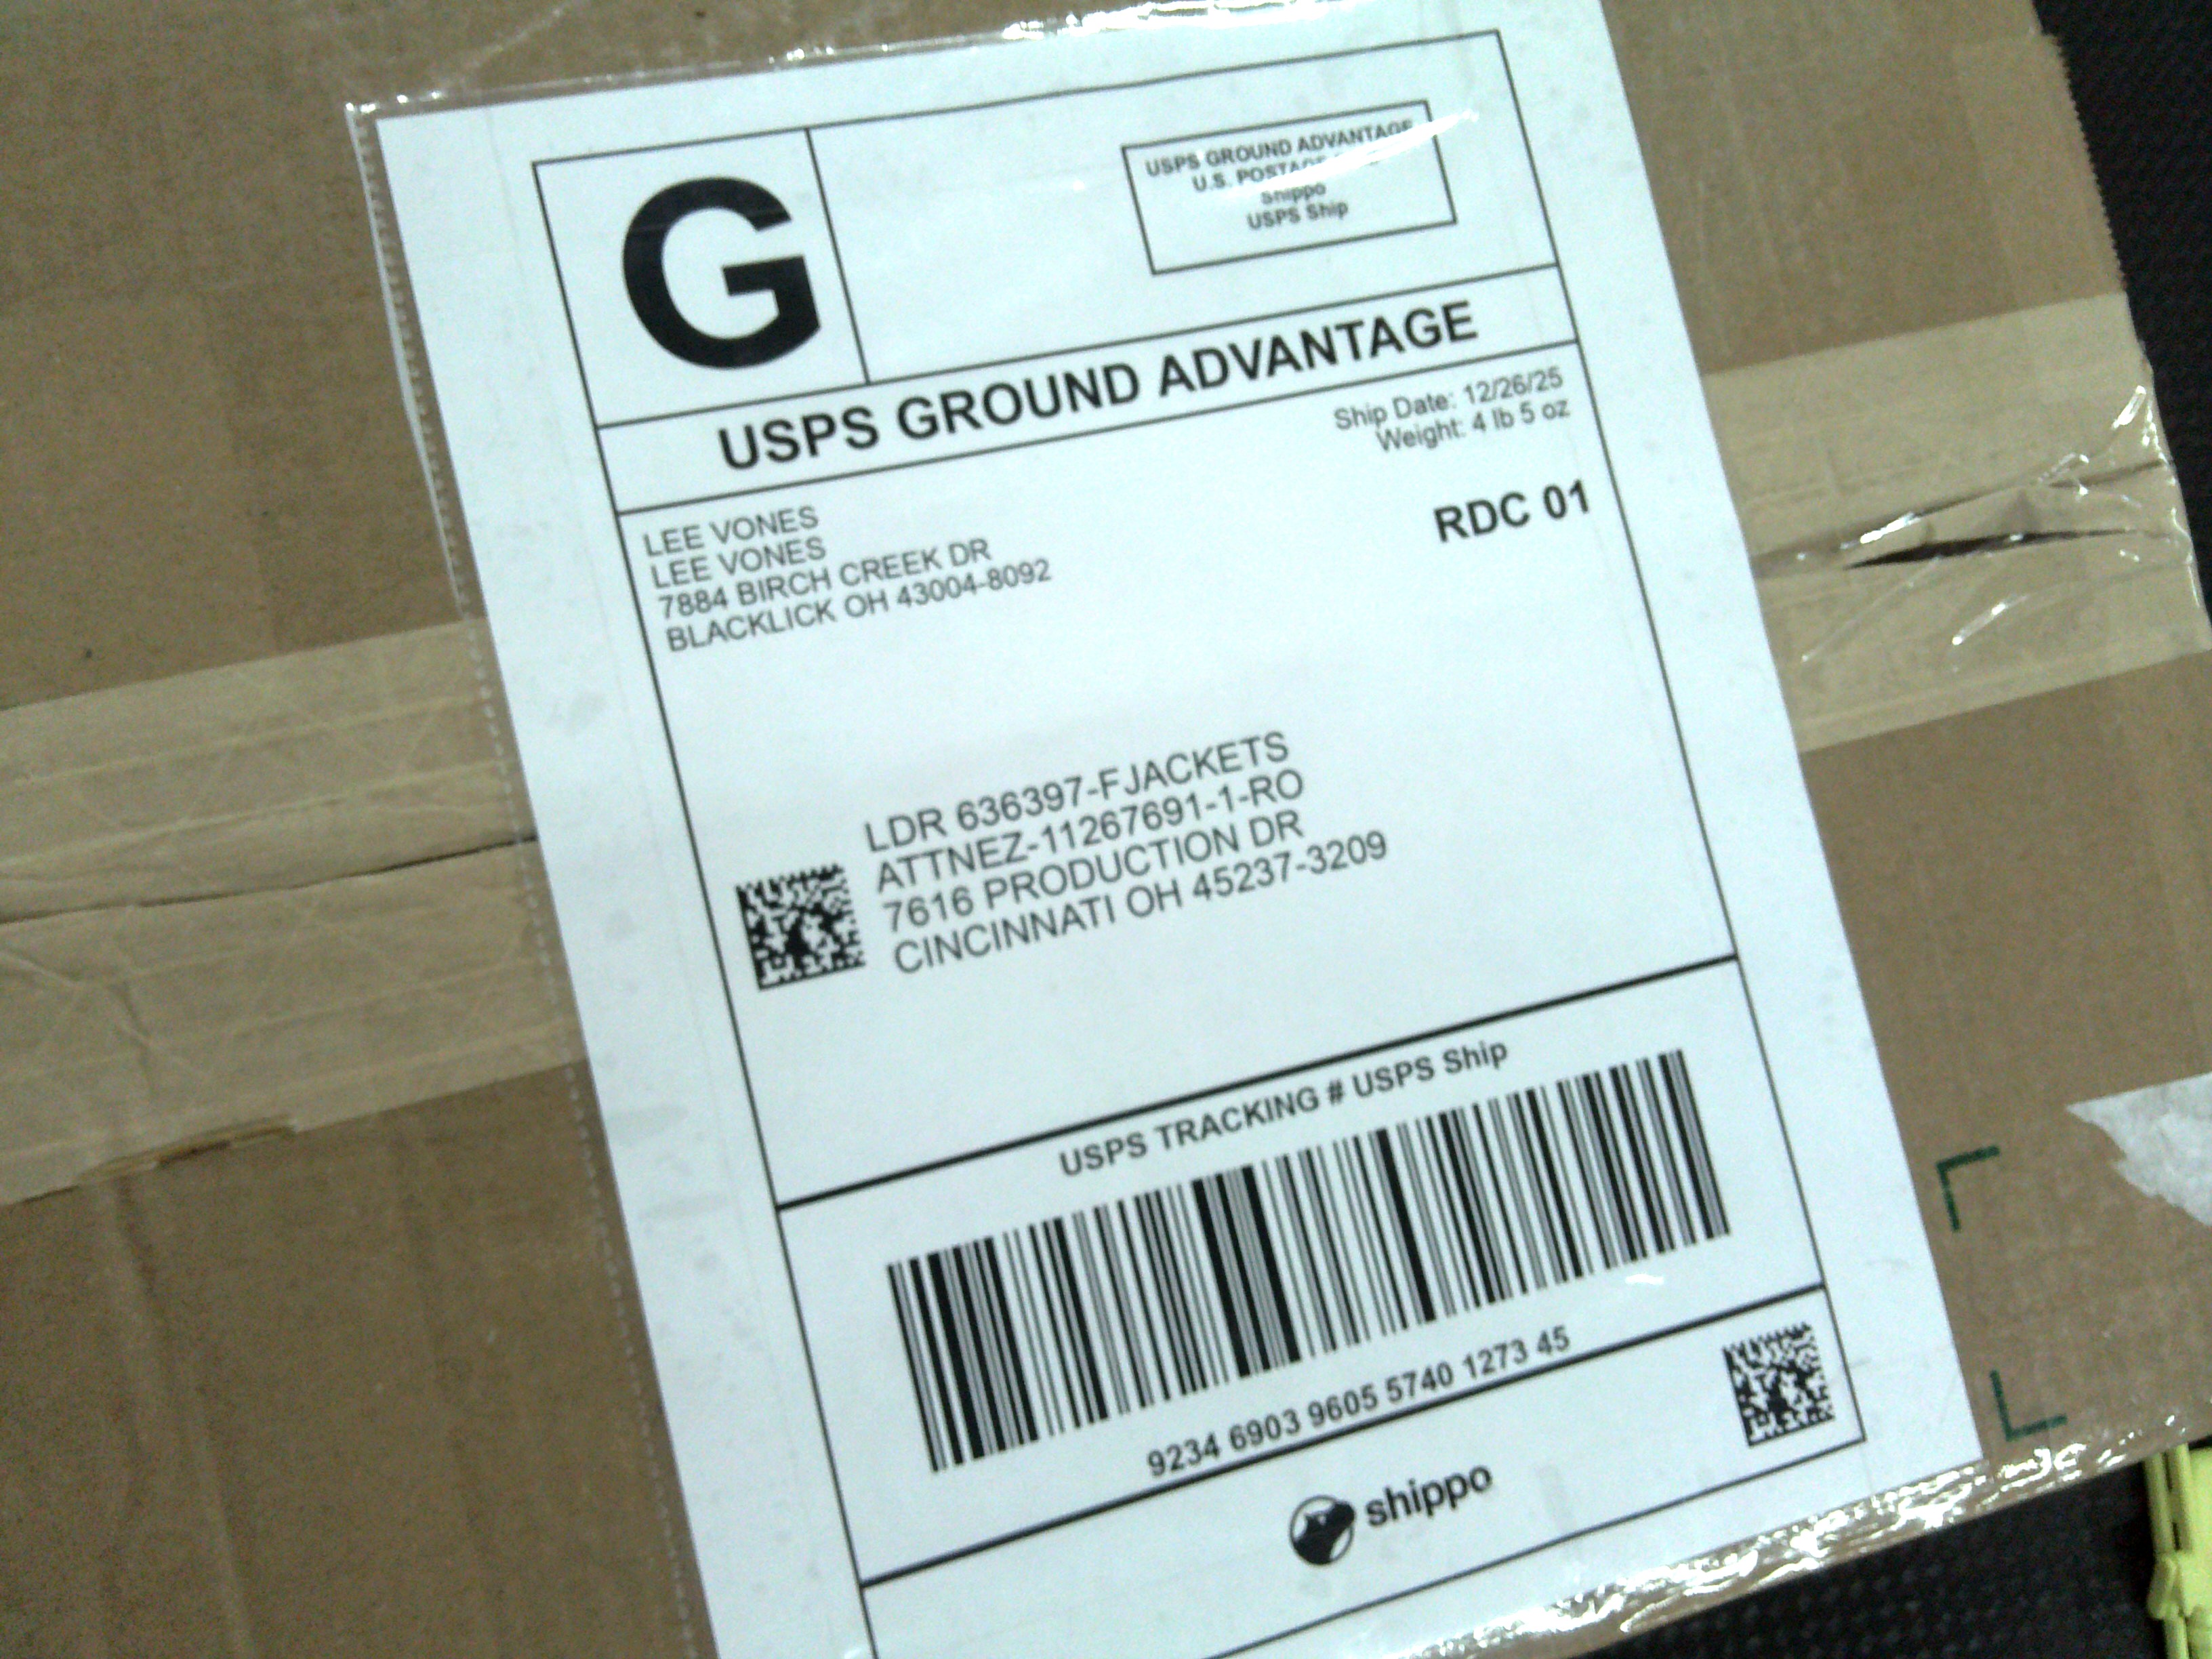 G
USPS GROUND ADVANTAGE
U.S. POSTAGE
Shippo
USPS Ship
USPS GROUND ADVANTAGE
Ship Date: 12/26/25
Weight: 4 lb 5 oz
RDC 01
LEE VONES
LEE VONES
7884 BIRCH CREEK DR
BLACKLICK OH 43004-8092
LDR 636397-FJACKETS
ATTNEZ-11267691-1-RO
7616 PRODUCTION DR
CINCINNATI OH 45237-3209
USPS TRACKING # USPS Ship
9234 6903 9605 5740 1273 45
shippo